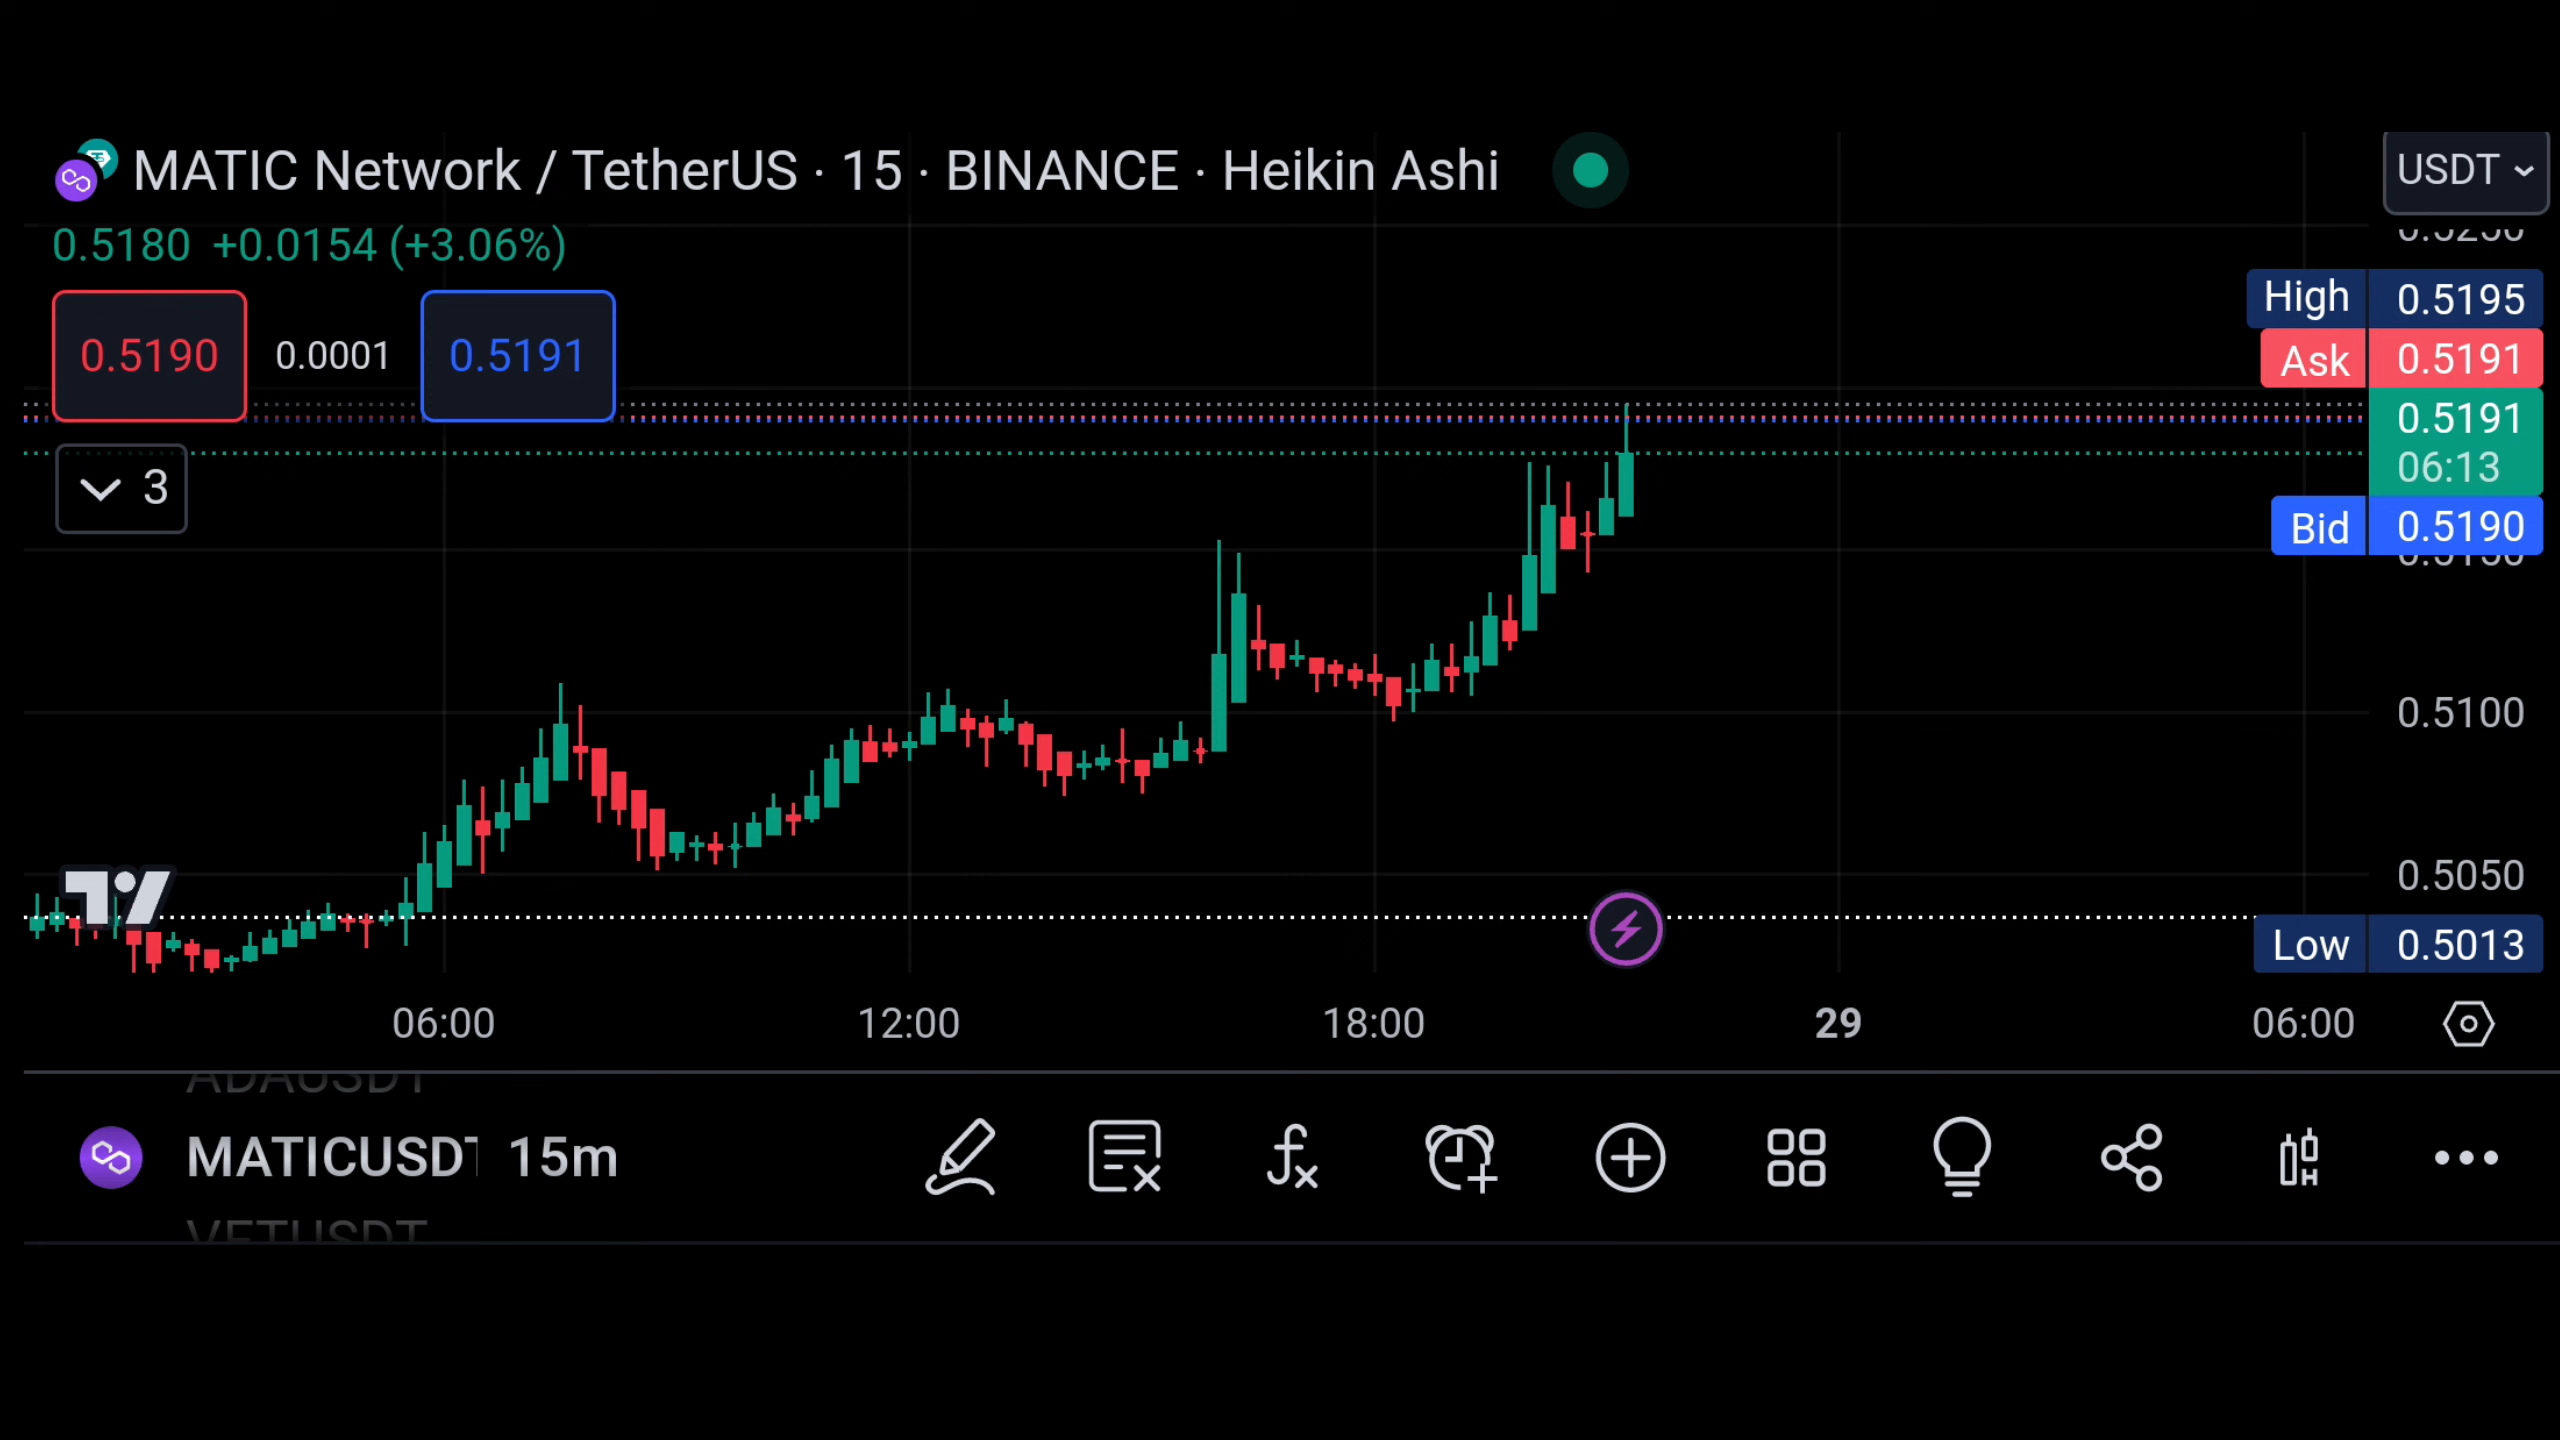 MATIC Network / TetherUS · 15 · BINANCE · Heikin Ashi
USDT
0.5180 +0.0154 (+3.06%)
0.5190 0.0001 0.5191
3
High 0.5195
Ask 0.5191
0.5191
06:13
Bid 0.5190
0.5100
0.5050
Low 0.5013
06:00 12:00 18:00 29 06:00
ADAUSDT
MATICUSDT 15m
VETUSDT